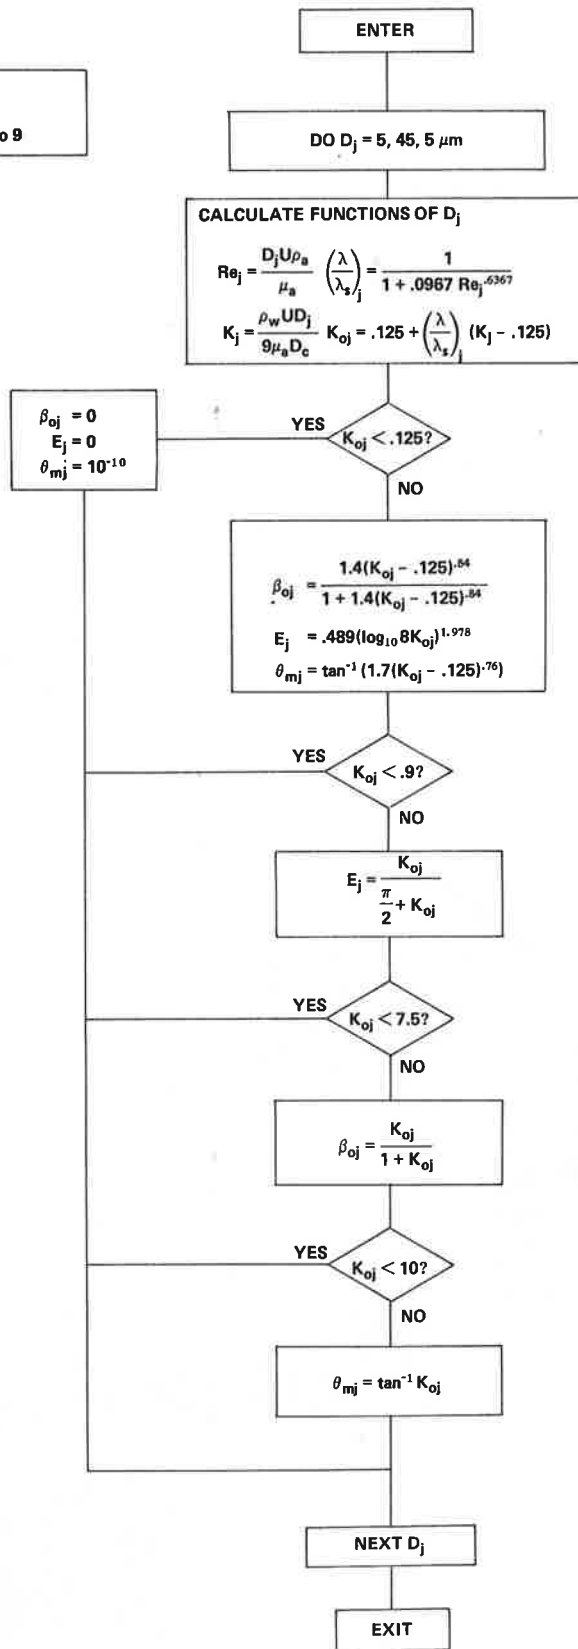 o 9
ENTER
DO Dj = 5, 45, 5 μm
CALCULATE FUNCTIONS OF Dj
Rej = DjUρa / μa (λ/λs)j = 1 / (1 + .0967 Rej^.6367)
Kj = ρwUDj / 9μaDc Koj = .125 + (λ/λs)j (Kj − .125)
Koj < .125?
YES
NO
βoj = 0
Ej = 0
θmj = 10^-10
βoj = 1.4(Koj − .125)^.84 / (1 + 1.4(Koj − .125)^.84)
Ej = .489(log10 8Koj)^1.978
θmj = tan^-1 (1.7(Koj − .125)^.76)
YES
Koj < .9?
NO
Ej = Koj / (π/2 + Koj)
YES
Koj < 7.5?
NO
βoj = Koj / (1 + Koj)
YES
Koj < 10?
NO
θmj = tan^-1 Koj
NEXT Dj
EXIT